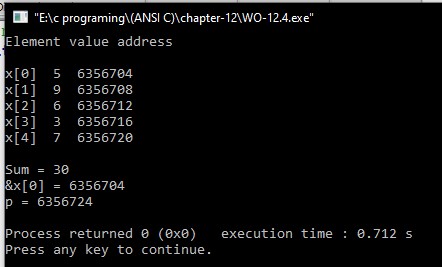 "E:\c programing\(ANSI C)\chapter-12\WO-12.4.exe"
Element value address
x[0] 5 6356704
x[1] 9 6356708
x[2] 6 6356712
x[3] 3 6356716
x[4] 7 6356720
Sum = 30
&x[0] = 6356704
p = 6356724
Process returned 0 (0x0) execution time : 0.712 s
Press any key to continue.